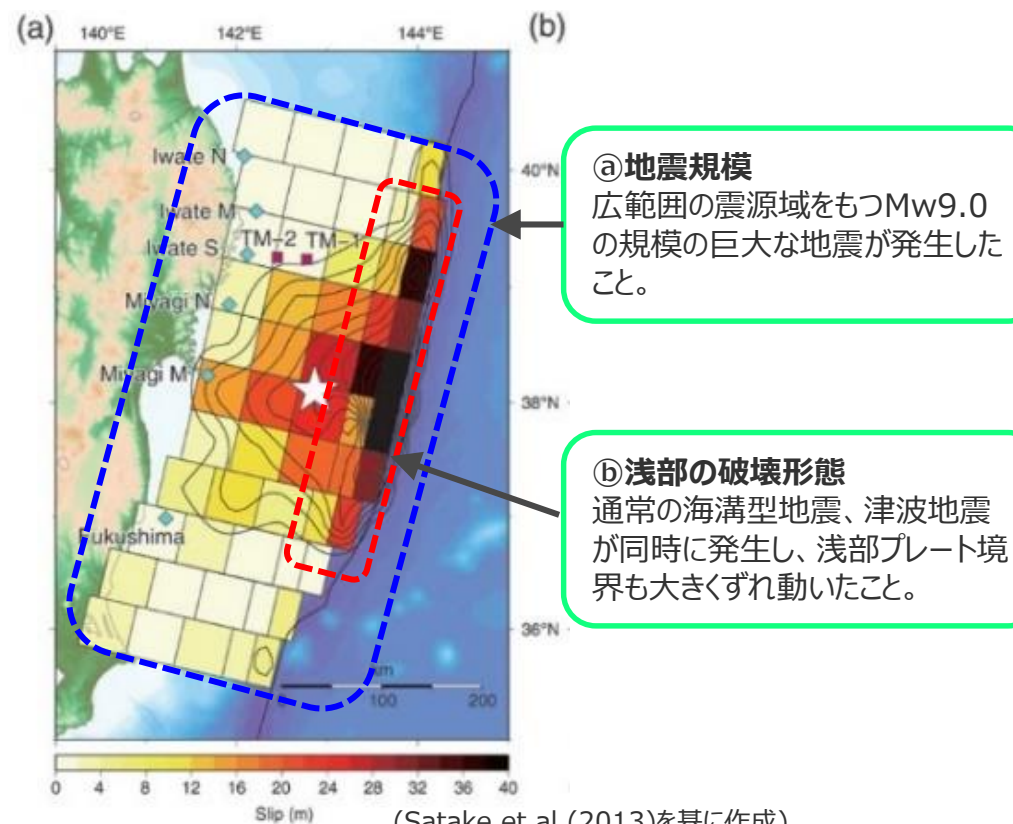 (a)
140°E
142°E
144°E
(b)
40°N
38°N
36°N
Iwate N
Iwate M
Iwate S
TM-2
TM-1
Miyagi N
Miyagi M
Fukushima
km
100
200
0 4 8 12 16 20 24 28 32 36 40
Slip (m)
ⓐ地震規模
広範囲の震源域をもつMw9.0
の規模の巨大な地震が発生した
こと。
ⓑ浅部の破壊形態
通常の海溝型地震、津波地震
が同時に発生し、浅部プレート境
界も大きくずれ動いたこと。
(Satake et al.(2013)を基に作成)